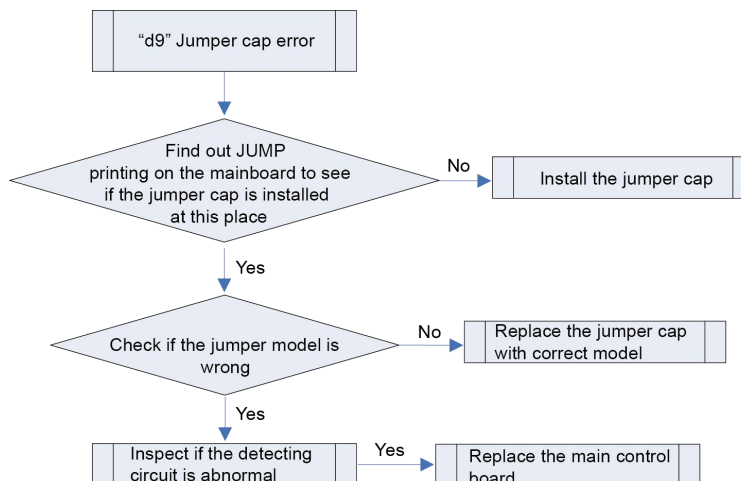 “d9” Jumper cap error
Find out JUMP
printing on the mainboard to see
if the jumper cap is installed
at this place
No
Install the jumper cap
Yes
Check if the jumper model is
wrong
No
Replace the jumper cap
with correct model
Yes
Inspect if the detecting
circuit is abnormal
Yes
Replace the main control
board